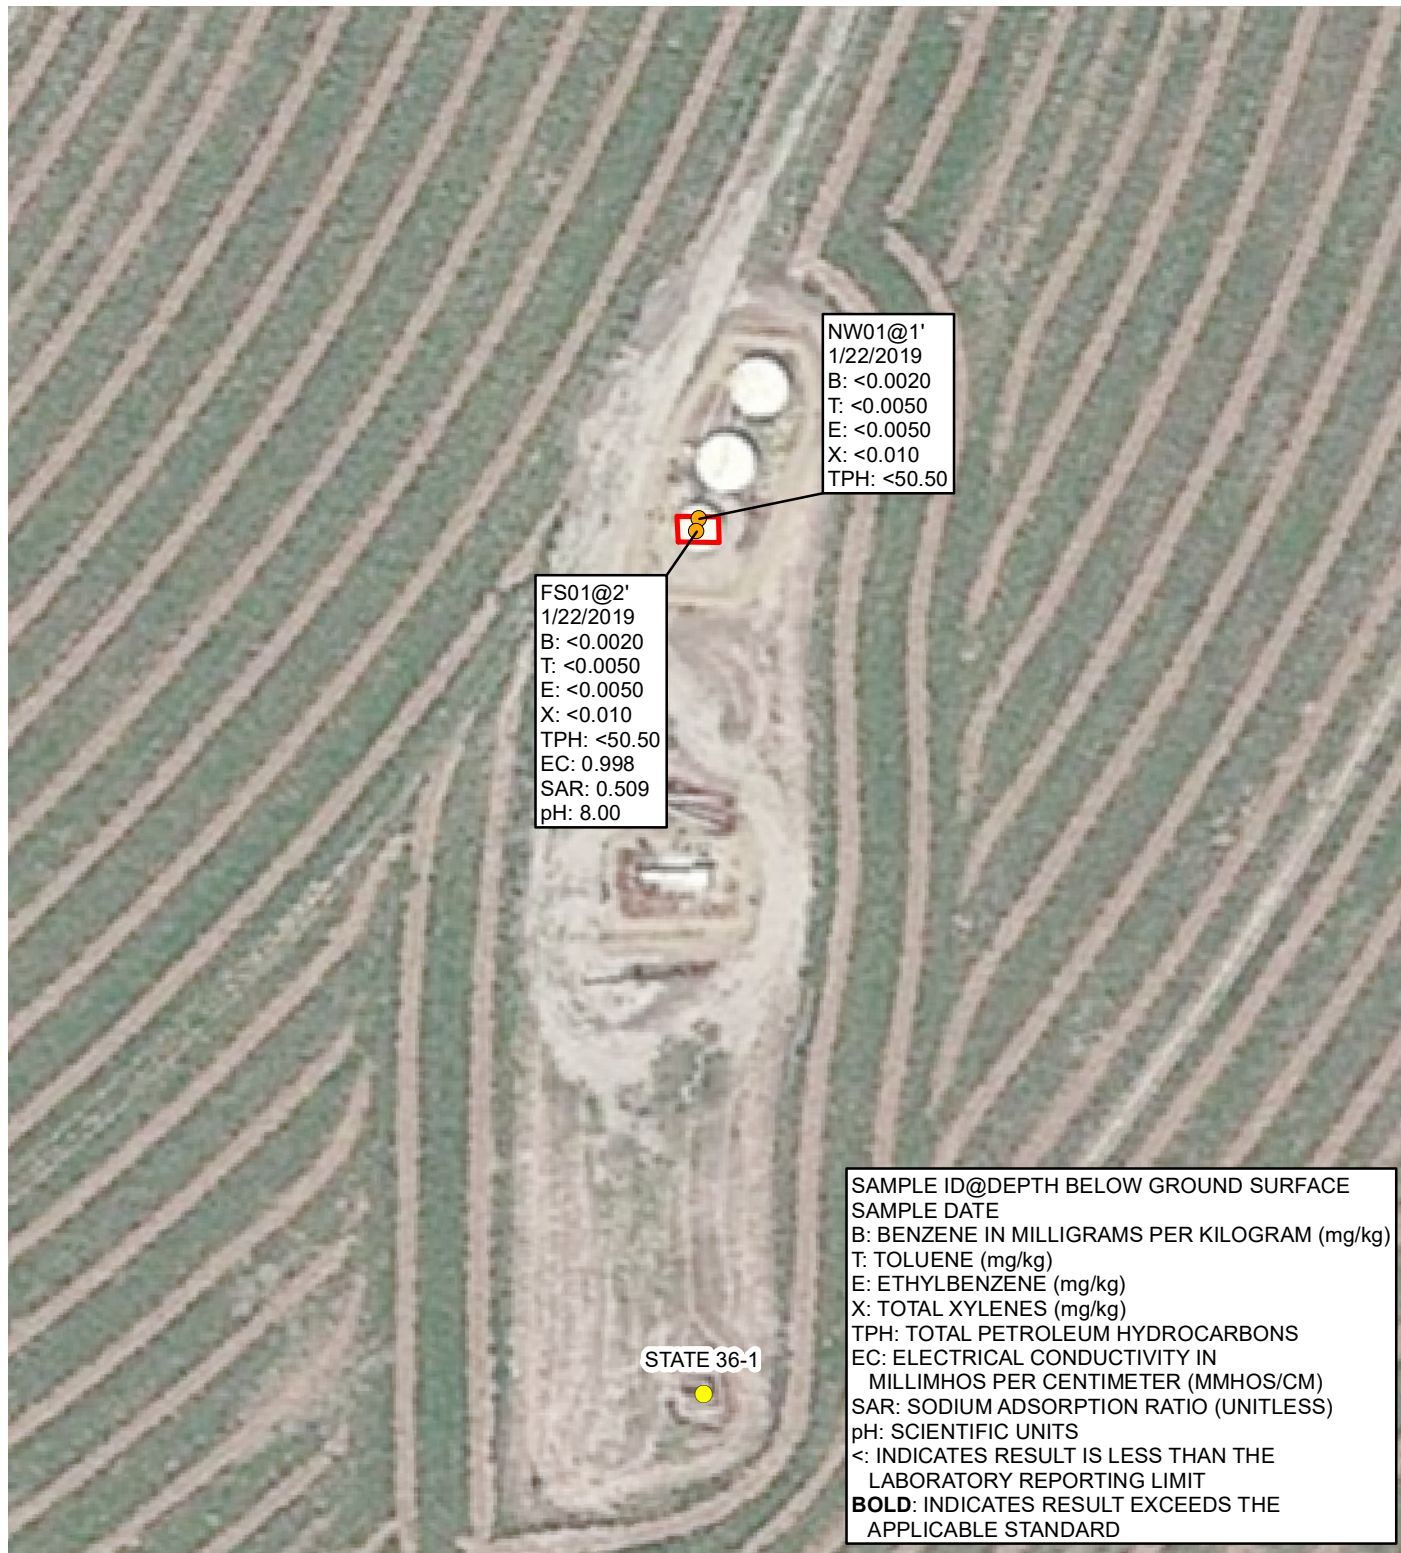 NW01@1'
1/22/2019
B: <0.0020
T: <0.0050
E: <0.0050
X: <0.010
TPH: <50.50
FS01@2'
1/22/2019
B: <0.0020
T: <0.0050
E: <0.0050
X: <0.010
TPH: <50.50
EC: 0.998
SAR: 0.509
pH: 8.00
STATE 36-1
SAMPLE ID@DEPTH BELOW GROUND SURFACE
SAMPLE DATE
B: BENZENE IN MILLIGRAMS PER KILOGRAM (mg/kg)
T: TOLUENE (mg/kg)
E: ETHYLBENZENE (mg/kg)
X: TOTAL XYLENES (mg/kg)
TPH: TOTAL PETROLEUM HYDROCARBONS
EC: ELECTRICAL CONDUCTIVITY IN
MILLIMHOS PER CENTIMETER (MMHOS/CM)
SAR: SODIUM ADSORPTION RATIO (UNITLESS)
pH: SCIENTIFIC UNITS
<: INDICATES RESULT IS LESS THAN THE
LABORATORY REPORTING LIMIT
BOLD: INDICATES RESULT EXCEEDS THE
APPLICABLE STANDARD